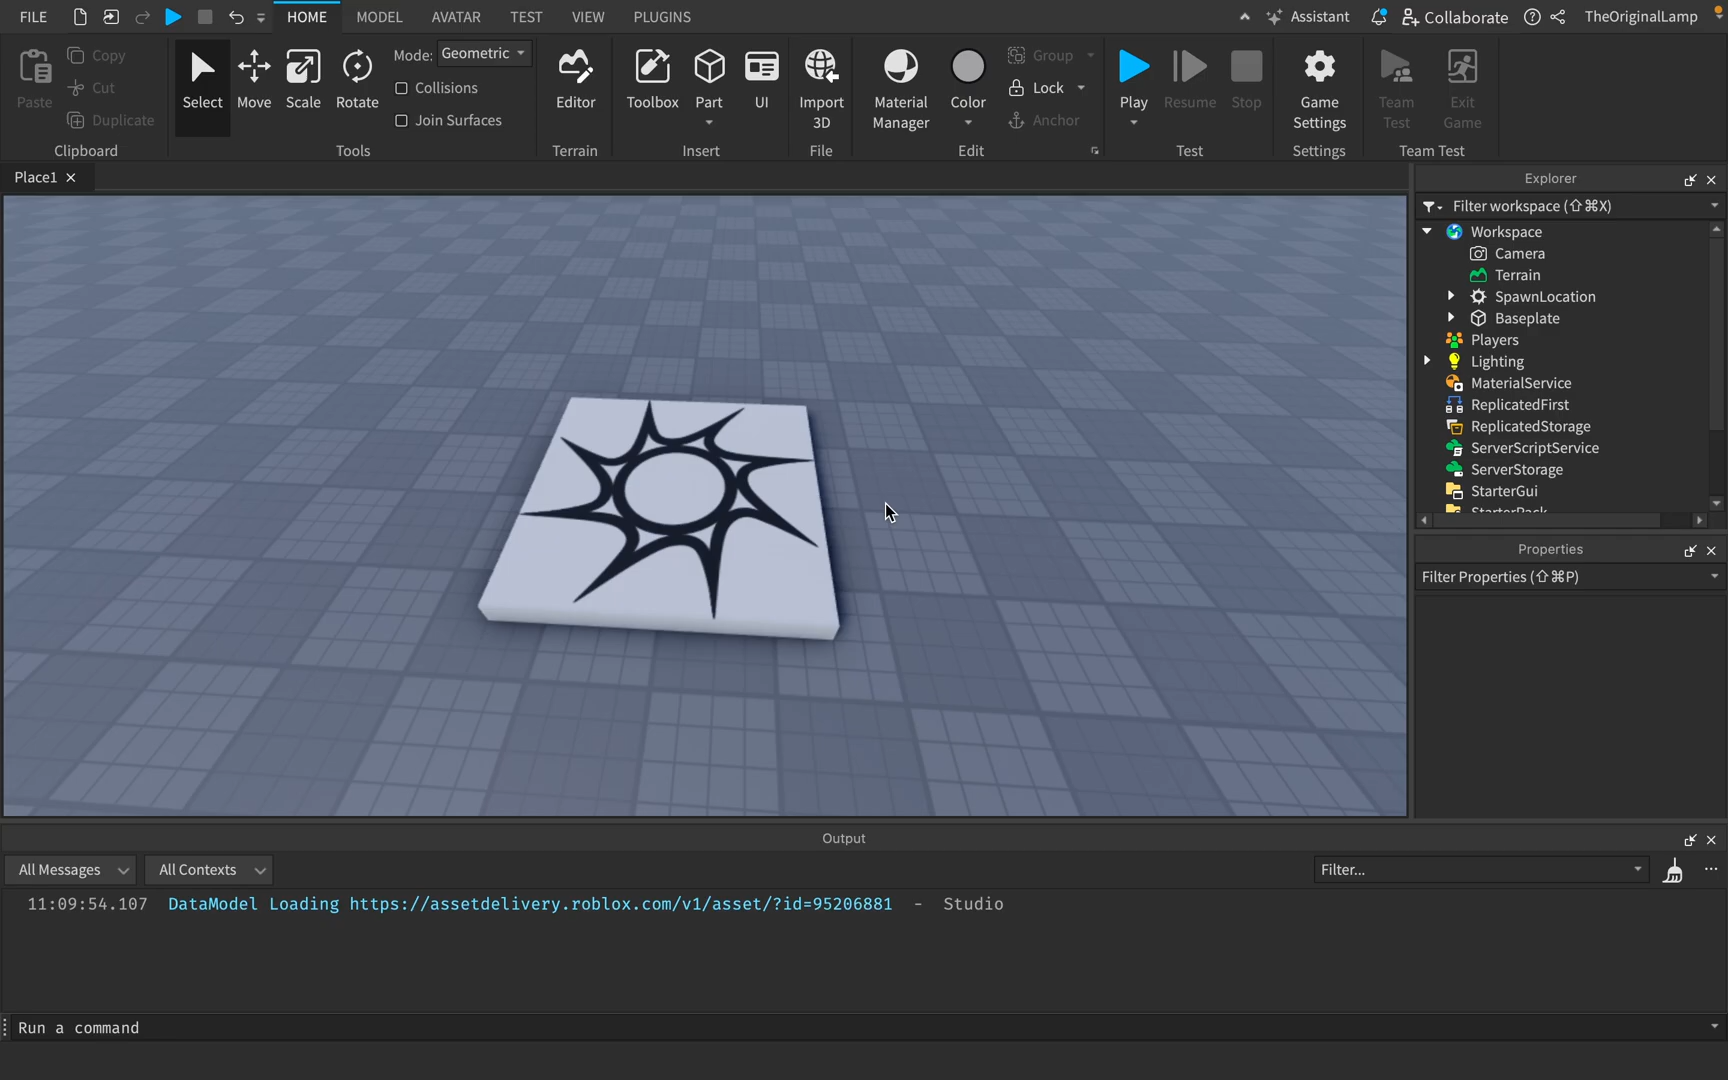 FILE
HOME
MODEL
AVATAR
TEST
VIEW
PLUGINS
Assistant
Collaborate
TheOriginalLamp
Paste
Copy
Cut
Duplicate
Clipboard
Select
Move
Scale
Rotate
Mode: Geometric
Collisions
Join Surfaces
Tools
Editor
Terrain
Toolbox
Part
UI
Insert
Import
3D
File
Material
Manager
Color
Group
Lock
Anchor
Edit
Play
Resume
Stop
Test
Game
Settings
Settings
Team
Test
Exit
Game
Team Test
Place1
Explorer
Filter workspace (⇧⌘X)
Workspace
Camera
Terrain
SpawnLocation
Baseplate
Players
Lighting
MaterialService
ReplicatedFirst
ReplicatedStorage
ServerScriptService
ServerStorage
StarterGui
StarterPack
Properties
Filter Properties (⇧⌘P)
Output
All Messages
All Contexts
Filter...
11:09:54.107 DataModel Loading https://assetdelivery.roblox.com/v1/asset/?id=95206881 - Studio
Run a command